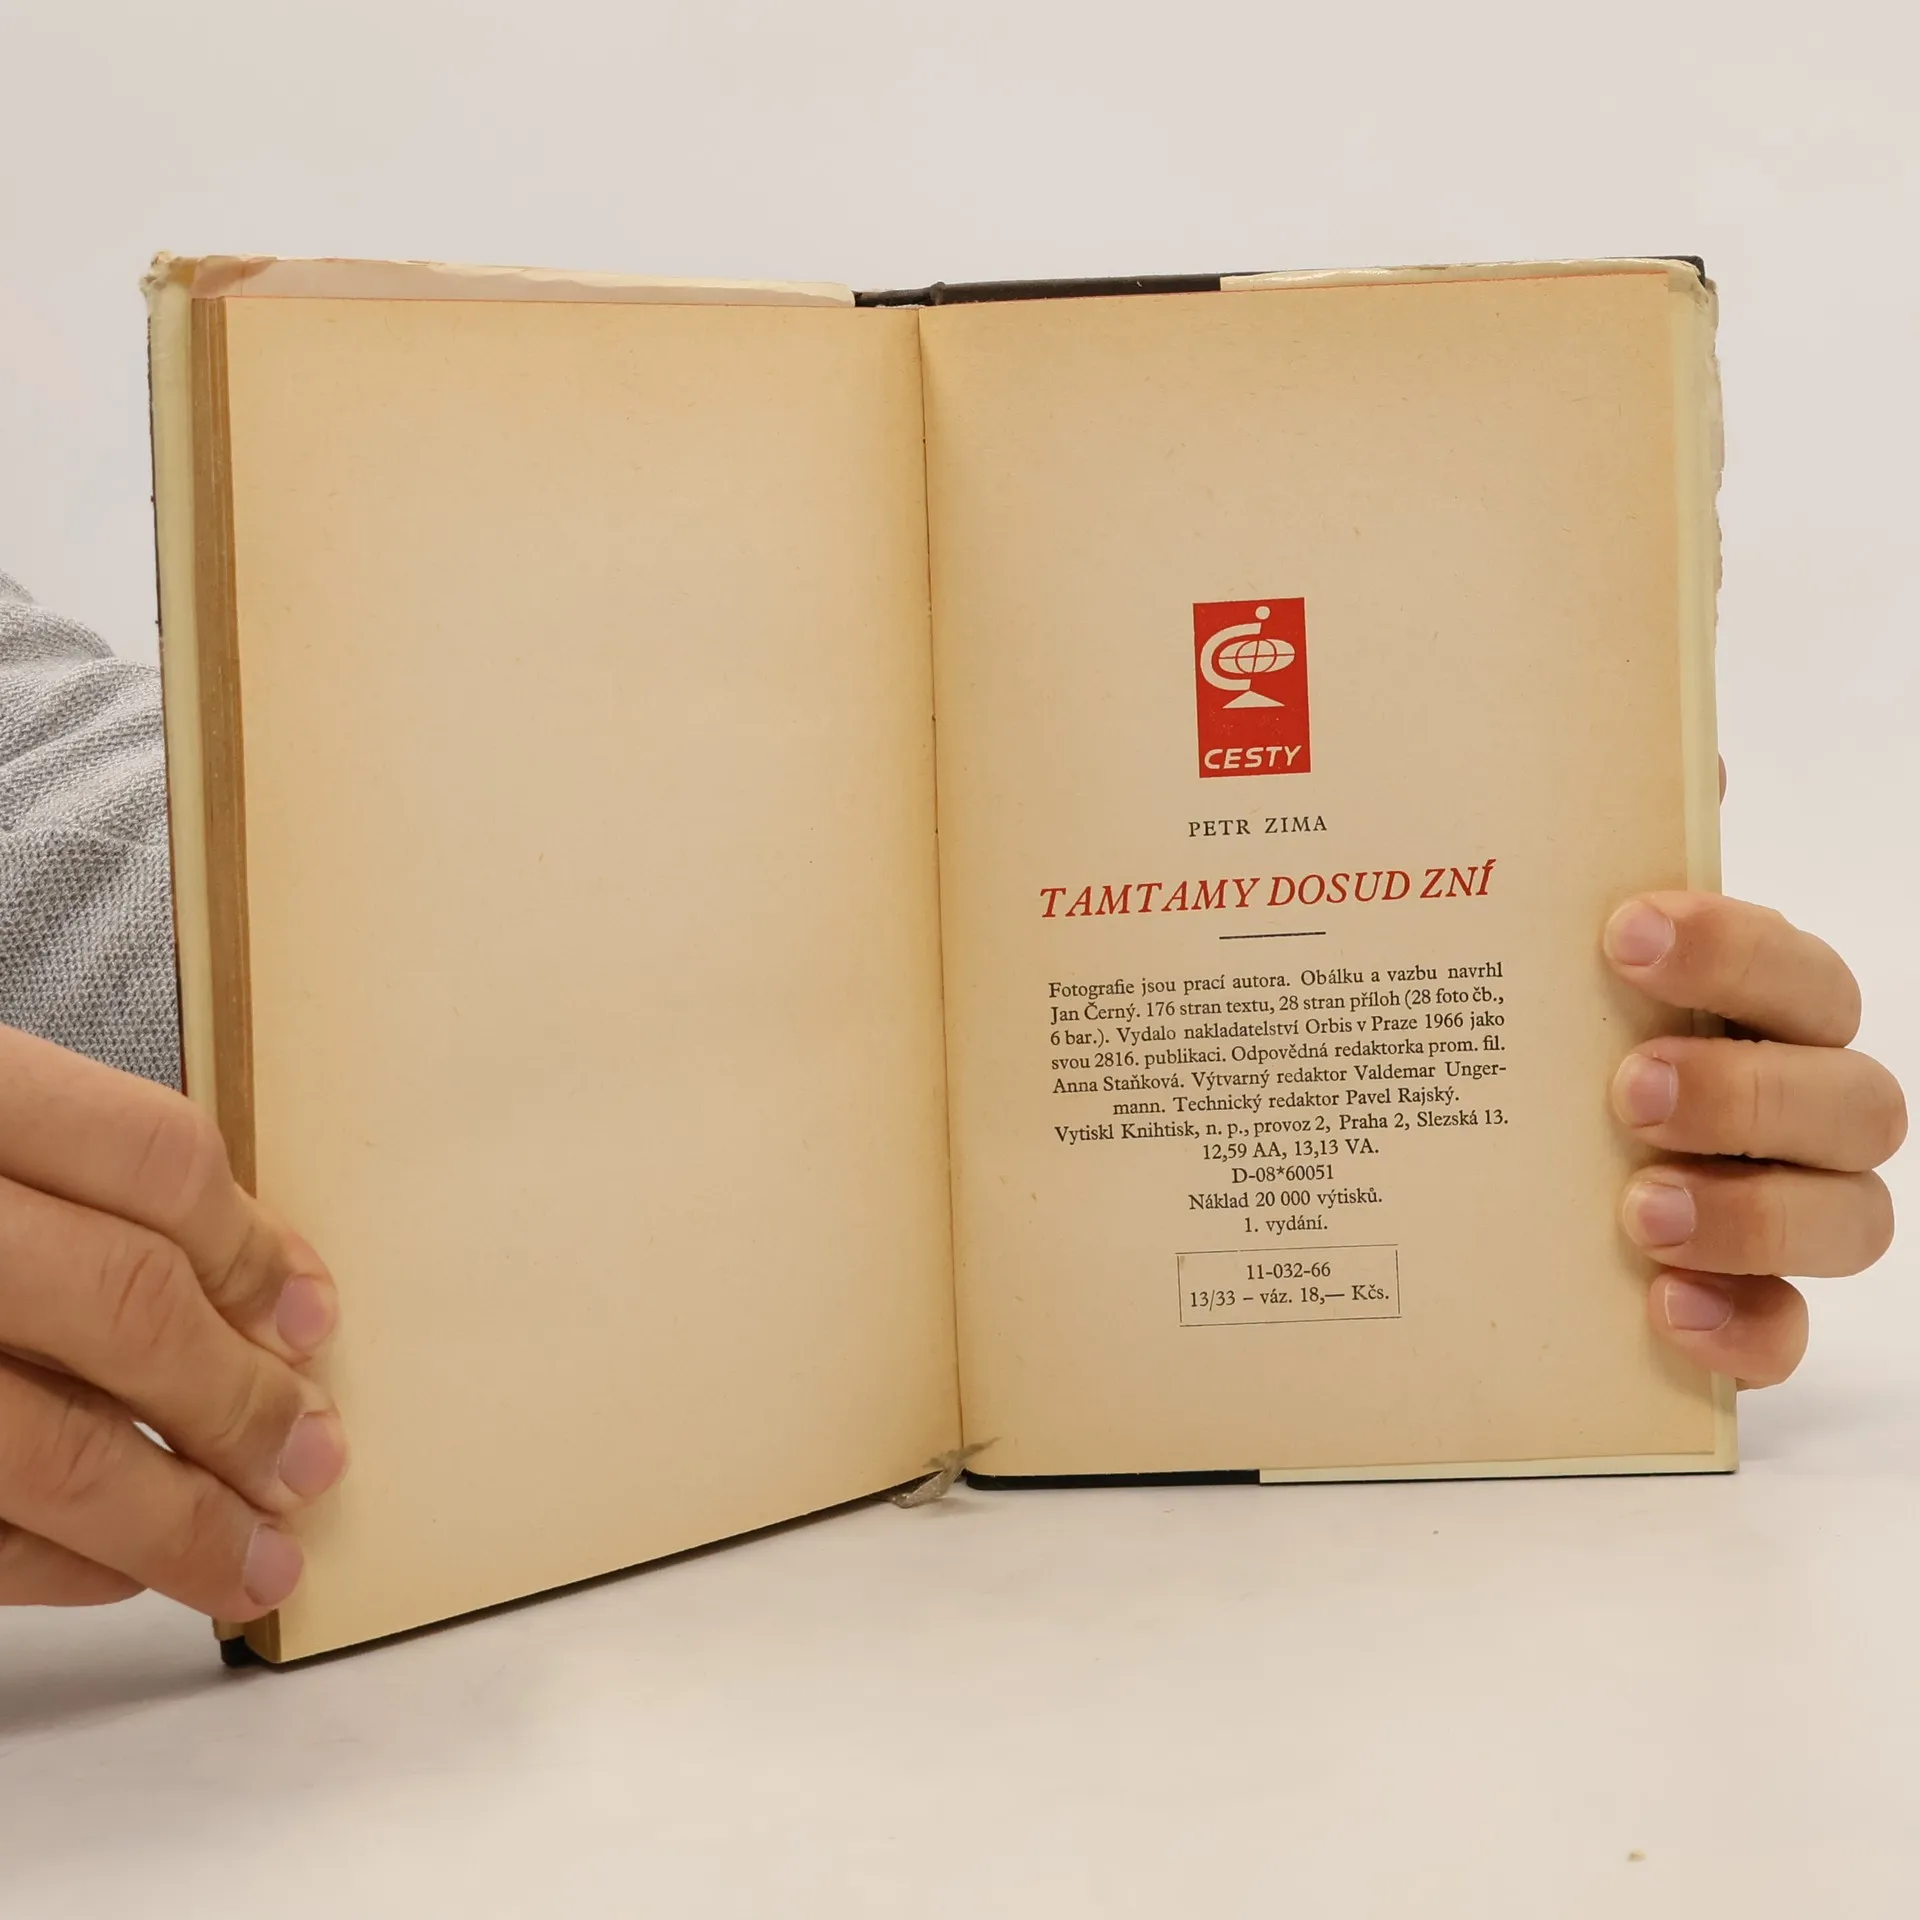 CESTY
PETR ZIMA
TAMTAMY DOSUD ZNÍ
Fotografie jsou prací autora. Obálku a vazbu navrhl
Jan Černý. 176 stran textu, 28 stran příloh (28 foto čb.,
6 bar.). Vydalo nakladatelství Orbis v Praze 1966 jako
svou 2816. publikaci. Odpovědná redaktorka prom. fil.
Anna Staňková. Výtvarný redaktor Valdemar Unger-
mann. Technický redaktor Pavel Rajský.
Vytiskl Knihtisk, n. p., provoz 2, Praha 2, Slezská 13.
12,59 AA, 13,13 VA.
D-08*60051
Náklad 20 000 výtisků.
1. vydání.
11-032-66
13/33 – váz. 18,— Kčs.